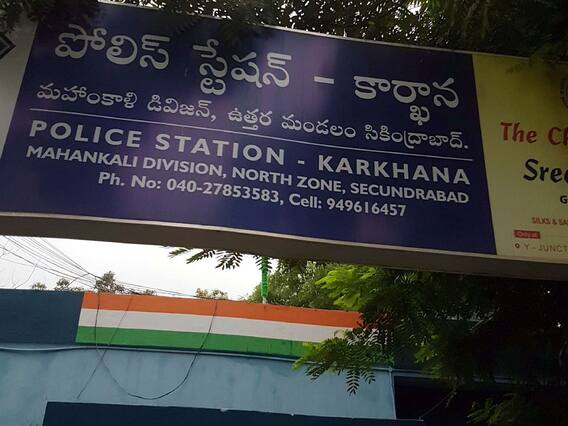 పోలిస్ స్టేషన్ - కార్ఖాన
మహాంకాళి డివిజన్, ఉత్తర మండలం సికింద్రాబాద్.
POLICE STATION - KARKHANA
MAHANKALI DIVISION, NORTH ZONE, SECUNDRABAD
Ph. No: 040-27853583, Cell: 949616457
The Ch
Sree
SILKS & SA
Only at
Y - JUNCT